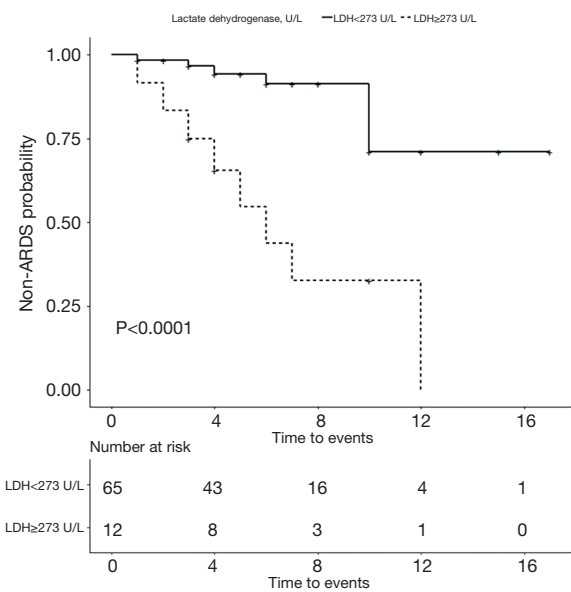 Lactate dehydrogenase, U/L LDH<273 U/L LDH≥273 U/L
1.00
0.75
0.50
0.25
0.00
Non-ARDS probability
P<0.0001
0 4 8 12 16
Time to events
Number at risk
LDH<273 U/L 65 43 16 4 1
LDH≥273 U/L 12 8 3 1 0
0 4 8 12 16
Time to events